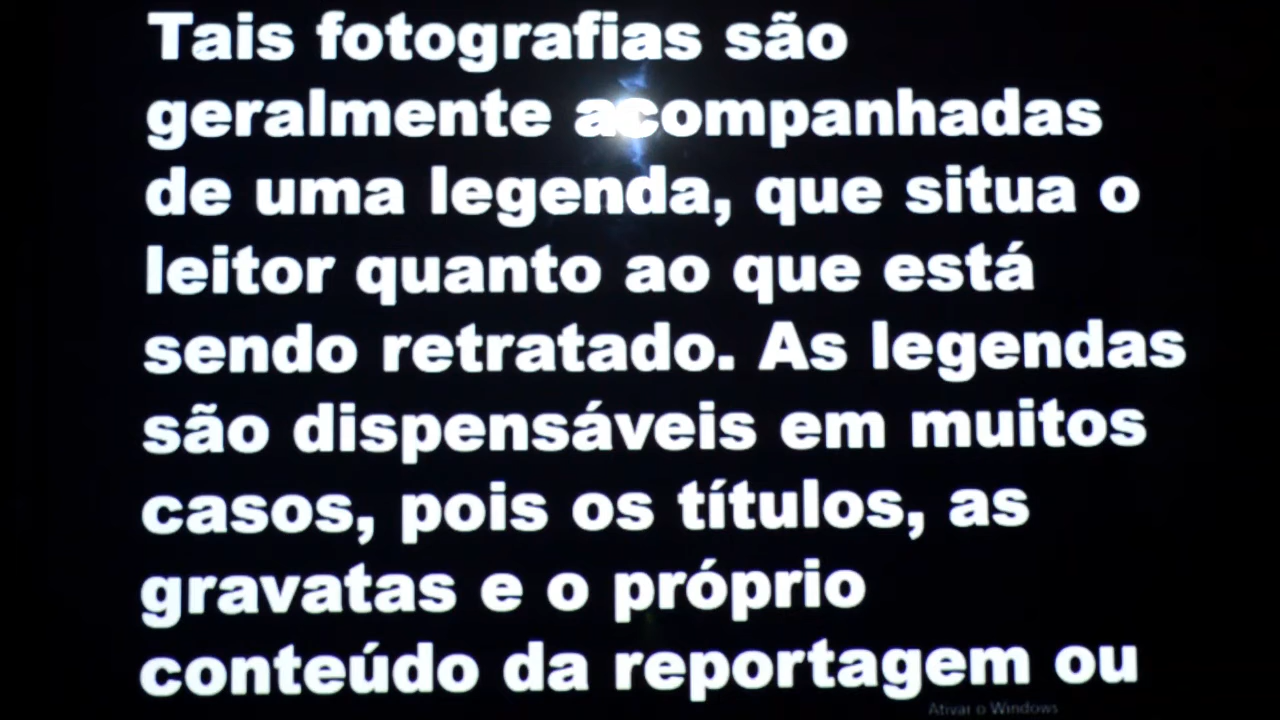 Tais fotografias são
geralmente acompanhadas
de uma legenda, que situa o
leitor quanto ao que está
sendo retratado. As legendas
são dispensáveis em muitos
casos, pois os títulos, as
gravatas e o próprio
conteúdo da reportagem ou
Ativar o Windows